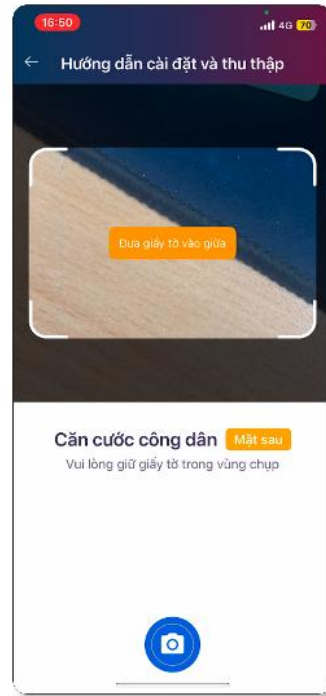 16:50
4G 70
Hướng dẫn cài đặt và thu thập
Đưa giấy tờ vào giữa
Căn cước công dân Mặt sau
Vui lòng giữ giấy tờ trong vùng chụp